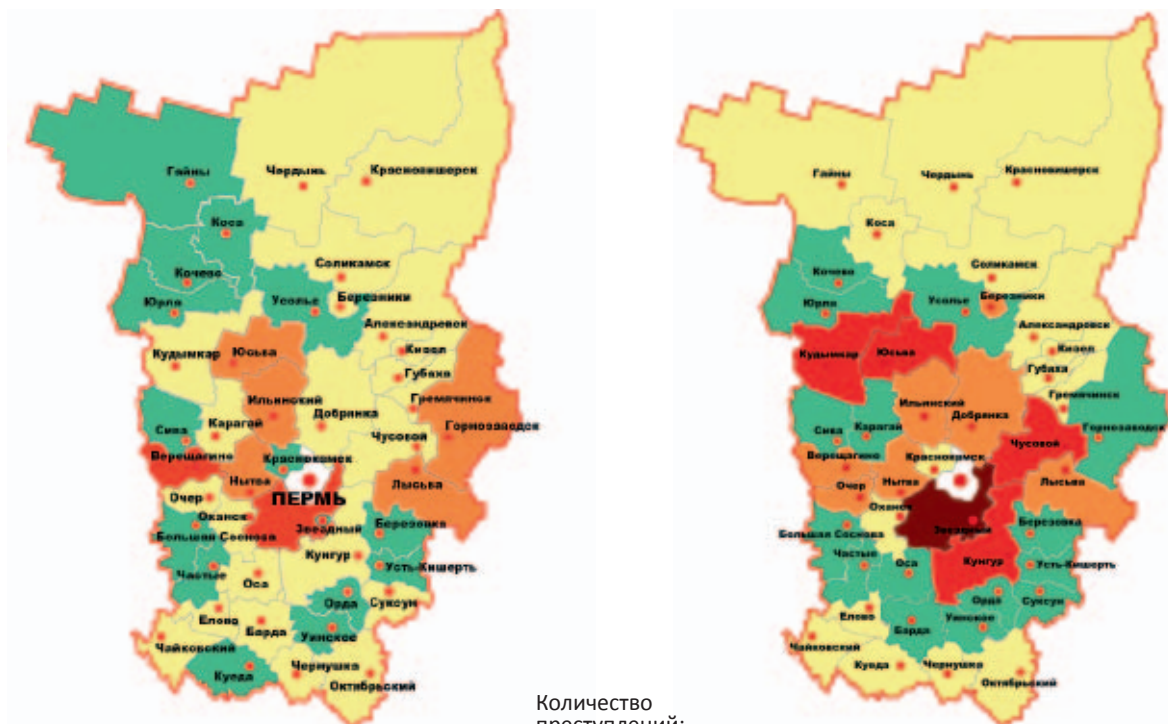 Гайны
Чердынь
Красновишерск
Коса
Кочево
Соликамск
Юрла
Усолье
Березники
Александровск
Кудымкар
Юсьва
Кизел
Губаха
Ильинский
Гремячинск
Добрянка
Карагай
Сива
Горнозаводск
Чусовой
Верещагино
Краснокамск
Нытва
ПЕРМЬ
Лысьва
Очер
Оханск
Звездный
Березовка
Большая Соснова
Кунгур
Усть-Кишерть
Частые
Оса
Орда
Суксун
Елово
Барда
Уинское
Чайковский
Куеда
Чернушка
Октябрьский
Гайны
Чердынь
Красновишерск
Коса
Соликамск
Кочево
Юрла
Усолье
Березники
Александровск
Кудымкар
Юсьва
Кизел
Губаха
Гремячинск
Ильинский
Добрянка
Сива
Карагай
Горнозаводск
Чусовой
Верещагино
Краснокамск
Нытва
Лысьва
Очер
Оханск
Звездный
Большая Соснова
Березовка
Частые
Оса
Кунгур
Усть-Кишерть
Орда
Суксун
Елово
Барда
Уинское
Чайковский
Куеда
Чернушка
Октябрьский
Количество
преступлений: